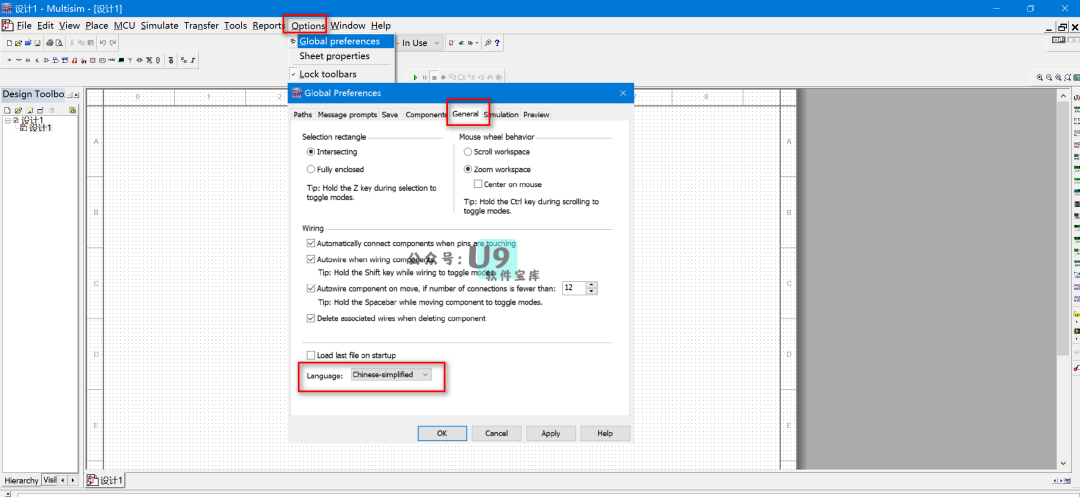 设计1 - Multisim - [设计1]
File Edit View Place MCU Simulate Transfer Tools Reports Options Window Help
Global preferences
In Use
Sheet properties
Lock toolbars
Design Toolbo
Global Preferences
Paths Message prompts Save Components General Simulation Preview
设计1
设计1
Selection rectangle
Intersecting
Fully enclosed
Tip: Hold the Z key during selection to
toggle modes.
Mouse wheel behavior
Scroll workspace
Zoom workspace
Center on mouse
Tip: Hold the Ctrl key during scrolling to
toggle modes.
Wiring
Automatically connect components when pins are touching
Autowire when wiring components
Tip: Hold the Shift key while wiring to toggle modes.
Autowire component on move, if number of connections is fewer than: 12
Tip: Hold the Spacebar while moving component to toggle modes.
Delete associated wires when deleting component
公众号: U9
软件宝库
Load last file on startup
Language: Chinese-simplified
OK Cancel Apply Help
0 1 2 8
A A
B B
C C
D D
E E
Hierarchy Visil
设计1